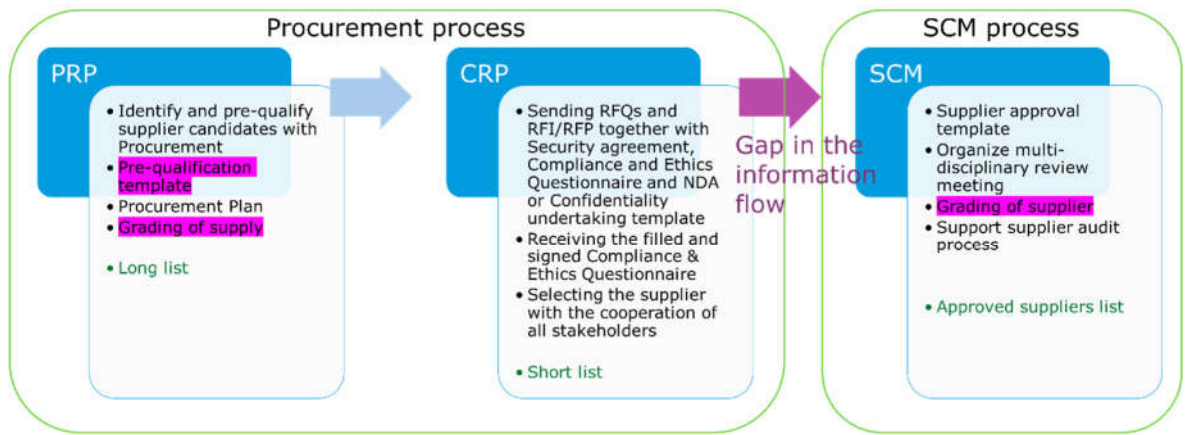 Procurement process
PRP
• Identify and pre-qualify
supplier candidates with
Procurement
• Pre-qualification
template
• Procurement Plan
• Grading of supply
• Long list
CRP
• Sending RFQs and
RFI/RFP together with
Security agreement,
Compliance and Ethics
Questionnaire and NDA
or Confidentiality
undertaking template
• Receiving the filled and
signed Compliance &
Ethics Questionnaire
• Selecting the supplier
with the cooperation of
all stakeholders
• Short list
Gap in the
information
flow
SCM process
SCM
• Supplier approval
template
• Organize multi-
disciplinary review
meeting
• Grading of supplier
• Support supplier audit
process
• Approved suppliers list